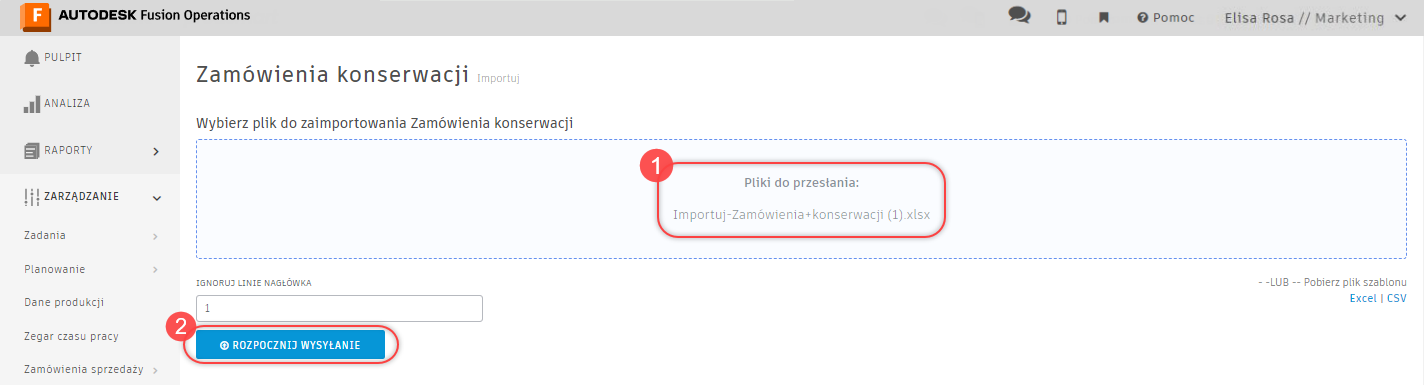 F AUTODESK Fusion Operations
Pomoc
Elisa Rosa // Marketing
PULPIT
ANALIZA
RAPORTY
ZARZĄDZANIE
Zadania
Planowanie
Dane produkcji
Zegar czasu pracy
Zamówienia sprzedaży
Zamówienia konserwacji Importuj
Wybierz plik do zaimportowania Zamówienia konserwacji
1
Pliki do przesłania:
Importuj-Zamówienia+konserwacji (1).xlsx
IGNORUJ LINIE NAGŁÓWKA
1
- -LUB -- Pobierz plik szablonu
Excel | CSV
2
ROZPOCZNIJ WYSYŁANIE